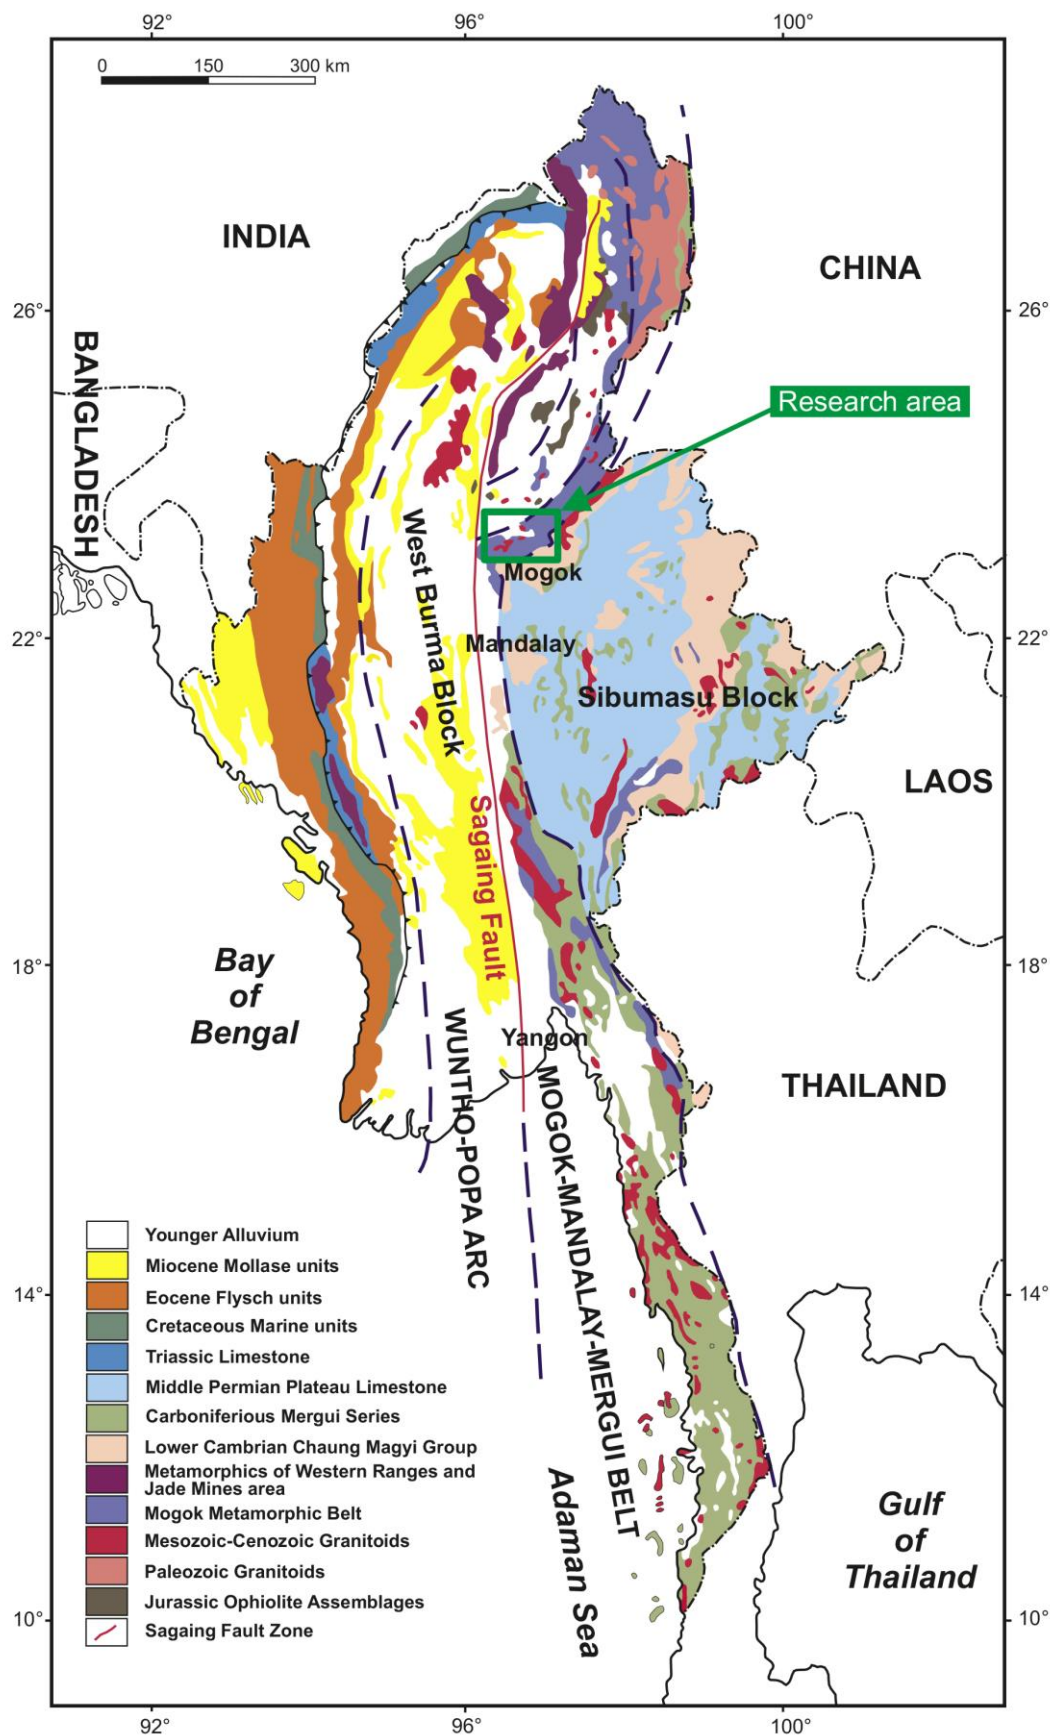 92°
96°
100°
0
150
300 km
INDIA
CHINA
26°
26°
BANGLADESH
Research area
West Burma Block
Mogok
22°
Mandalay
22°
Sibumasu Block
LAOS
Sagaing Fault
Bay
of
Bengal
18°
18°
Yangon
WUNTHO-POPA ARC
MOGOK-MANDALAY-MERGUI BELT
THAILAND
14°
14°
Younger Alluvium
Miocene Mollase units
Eocene Flysch units
Cretaceous Marine units
Triassic Limestone
Middle Permian Plateau Limestone
Carboniferious Mergui Series
Lower Cambrian Chaung Magyi Group
Metamorphics of Western Ranges and
Jade Mines area
Mogok Metamorphic Belt
Mesozoic-Cenozoic Granitoids
Paleozoic Granitoids
Jurassic Ophiolite Assemblages
Sagaing Fault Zone
Adaman Sea
Gulf
of
Thailand
10°
10°
92°
96°
100°